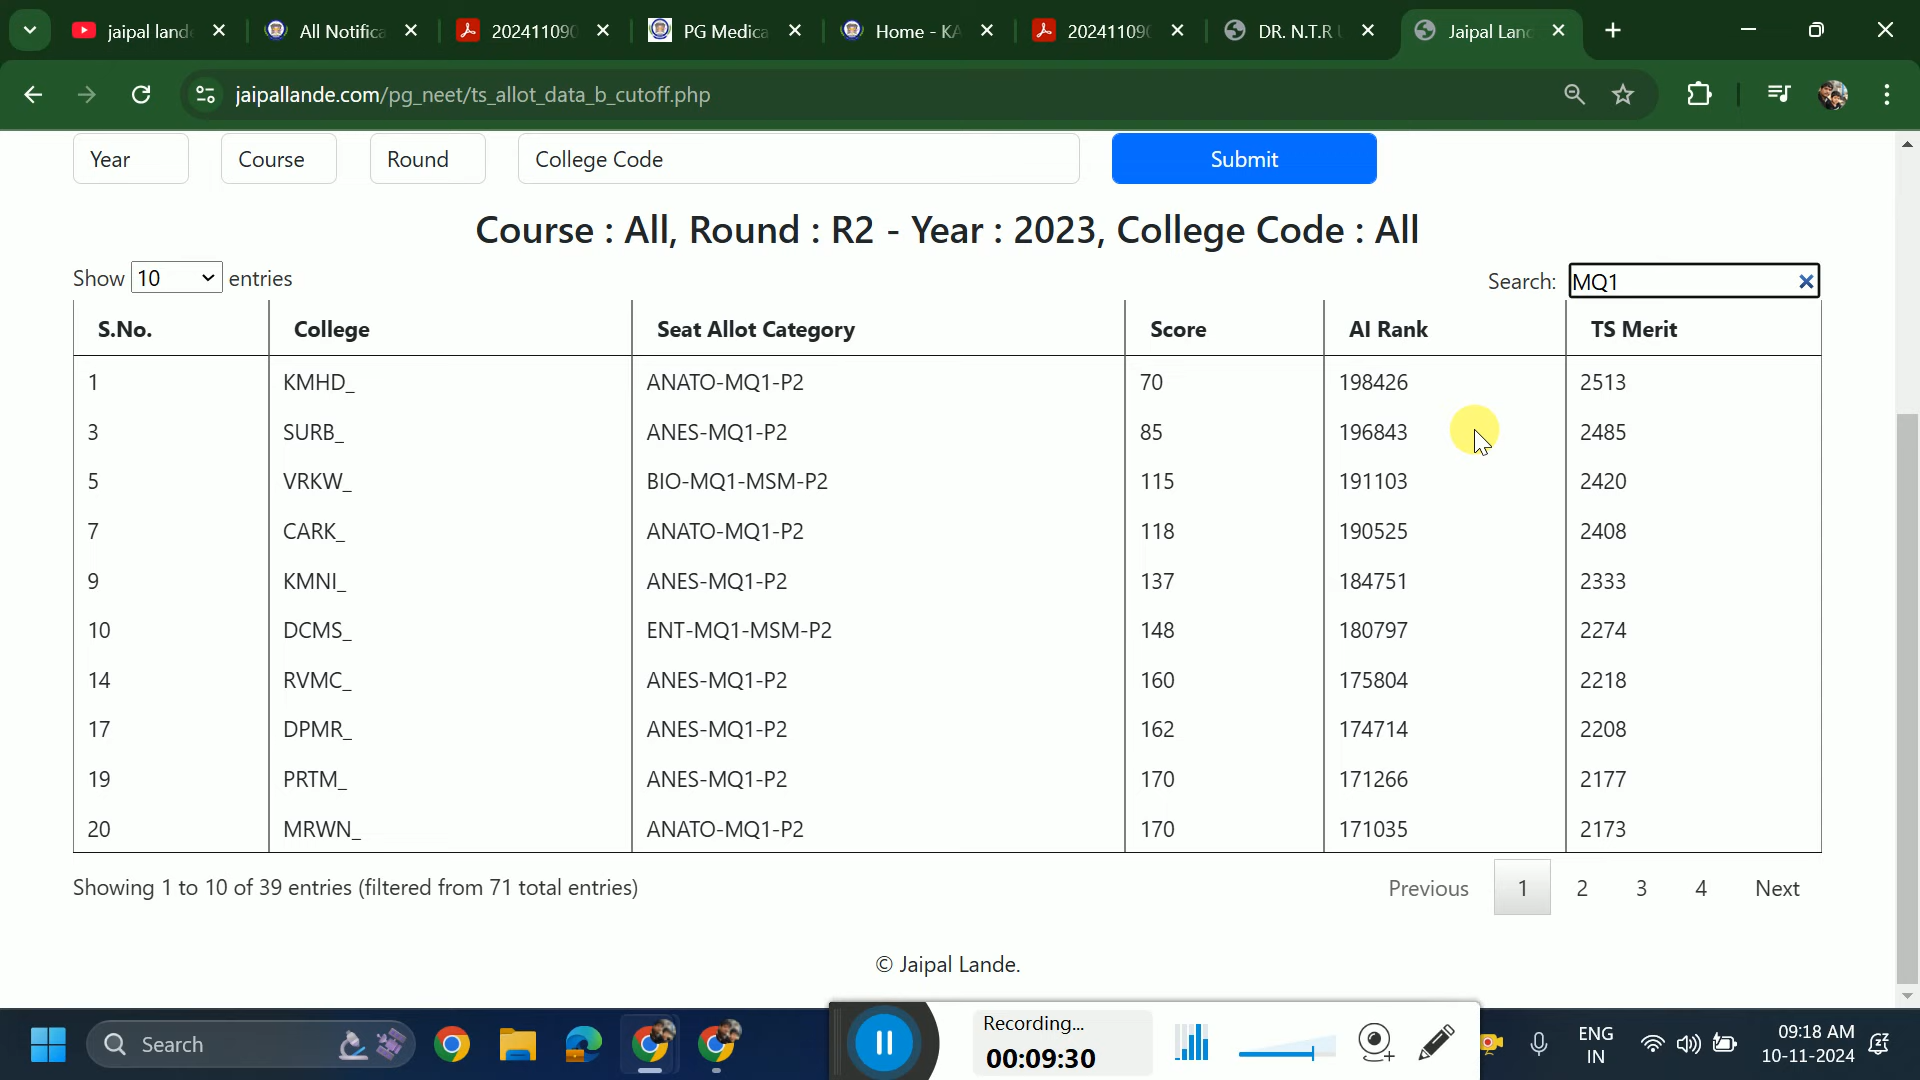 jaipal land
All Notifica
202411090
PG Medica
Home - KA
202411090
DR. N.T.R U
Jaipal Lan
jaipallande.com/pg_neet/ts_allot_data_b_cutoff.php
Year Course Round College Code Submit
Course : All, Round : R2 - Year : 2023, College Code : All
Show 10 entries Search: MQ1
S.No. College Seat Allot Category Score AI Rank TS Merit
1 KMHD_ ANATO-MQ1-P2 70 198426 2513
3 SURB_ ANES-MQ1-P2 85 196843 2485
5 VRKW_ BIO-MQ1-MSM-P2 115 191103 2420
7 CARK_ ANATO-MQ1-P2 118 190525 2408
9 KMNI_ ANES-MQ1-P2 137 184751 2333
10 DCMS_ ENT-MQ1-MSM-P2 148 180797 2274
14 RVMC_ ANES-MQ1-P2 160 175804 2218
17 DPMR_ ANES-MQ1-P2 162 174714 2208
19 PRTM_ ANES-MQ1-P2 170 171266 2177
20 MRWN_ ANATO-MQ1-P2 170 171035 2173
Showing 1 to 10 of 39 entries (filtered from 71 total entries) Previous 1 2 3 4 Next
© Jaipal Lande.
Search
Recording...
00:09:30
ENG
IN
09:18 AM
10-11-2024